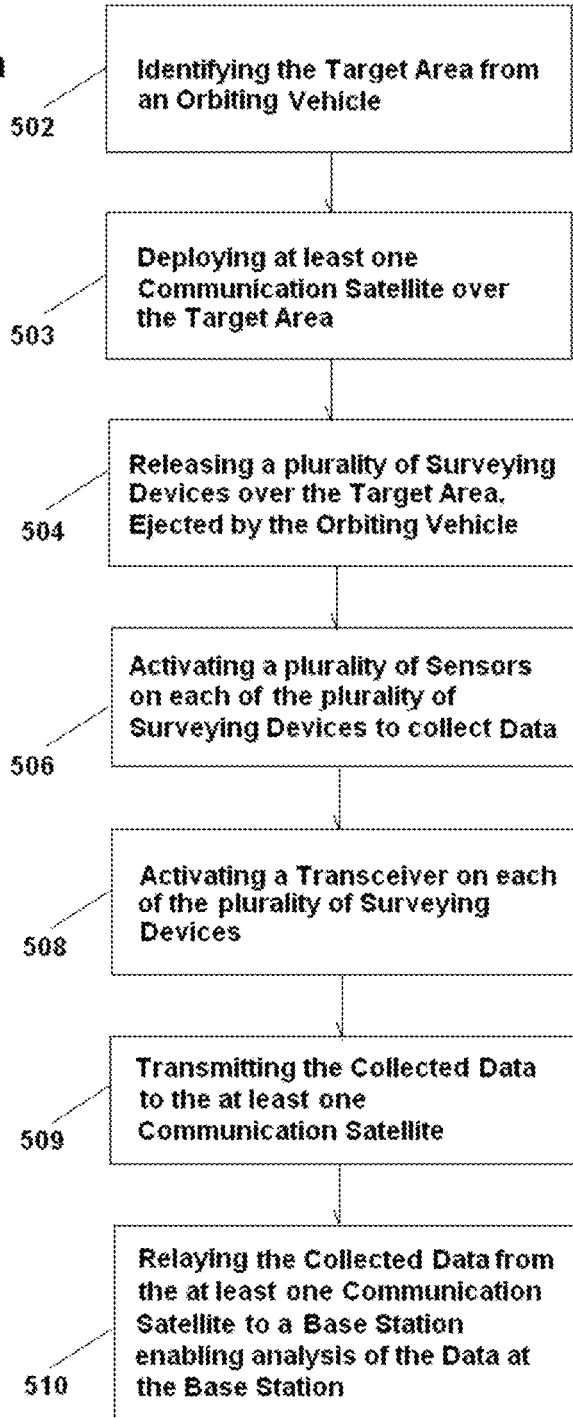 Identifying the Target Area from
an Orbiting Vehicle
502
Deploying at least one
Communication Satellite over
the Target Area
503
Releasing a plurality of Surveying
Devices over the Target Area.
Ejected by the Orbiting Vehicle
504
Activating a plurality of Sensors
on each of the plurality of
Surveying Devices to collect Data
506
Activating a Transceiver on each
of the plurality of Surveying
Devices
508
Transmitting the Collected Data
to the at least one
Communication Satellite
509
Relaying the Collected Data from
the at least one Communication
Satellite to a Base Station
enabling analysis of the Data at
the Base Station
510